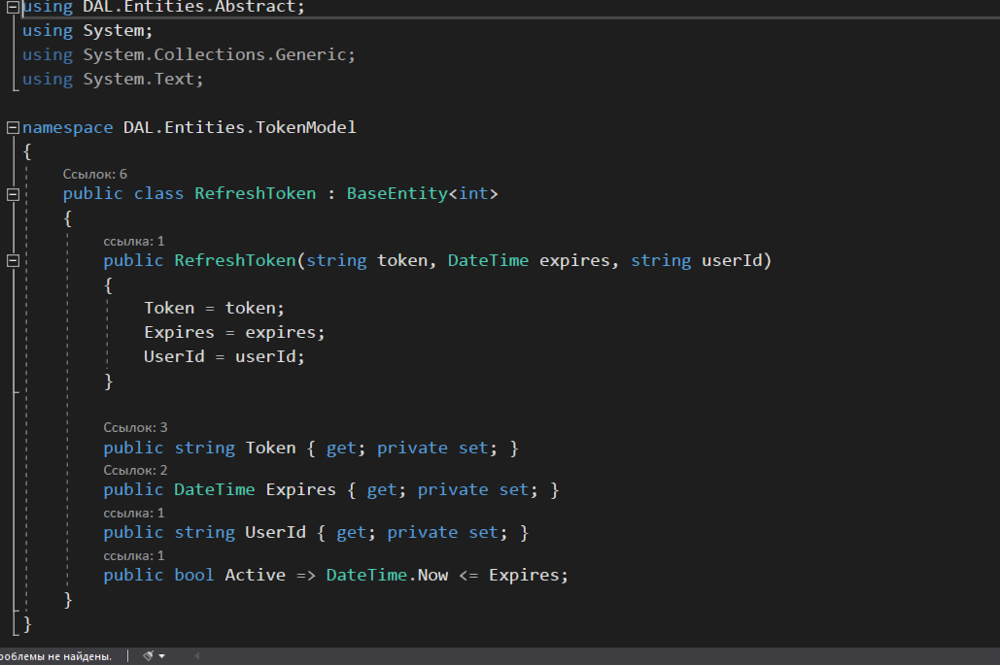 using DAL.Entities.Abstract;
using System;
using System.Collections.Generic;
using System.Text;
namespace DAL.Entities.TokenModel
{
Ссылок: 6
public class RefreshToken : BaseEntity<int>
{
ссылка: 1
public RefreshToken(string token, DateTime expires, string userId)
{
Token = token;
Expires = expires;
UserId = userId;
}
Ссылок: 3
public string Token { get; private set; }
Ссылок: 2
public DateTime Expires { get; private set; }
ссылка: 1
public string UserId { get; private set; }
ссылка: 1
public bool Active => DateTime.Now <= Expires;
}
}
роблемы не найдены.